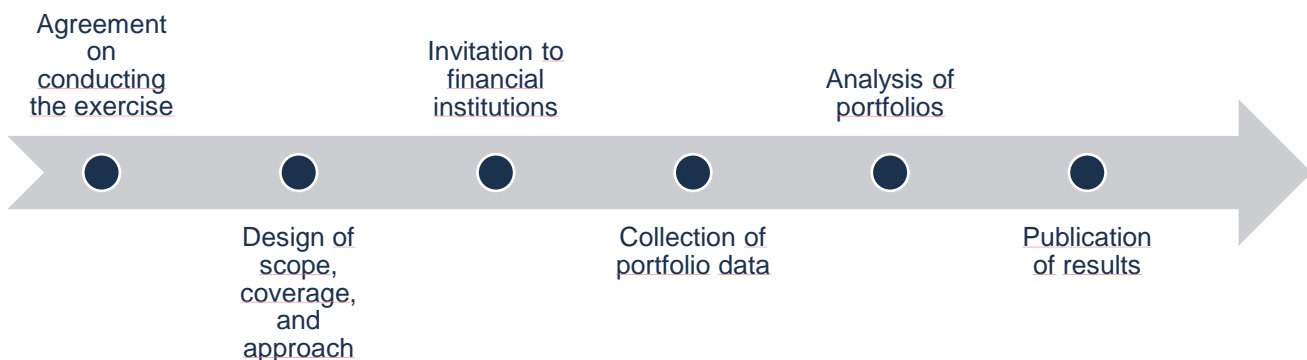 Agreement
on
conducting
the exercise
Design of
scope,
coverage,
and
approach
Invitation to
financial
institutions
Collection of
portfolio data
Analysis of
portfolios
Publication
of results